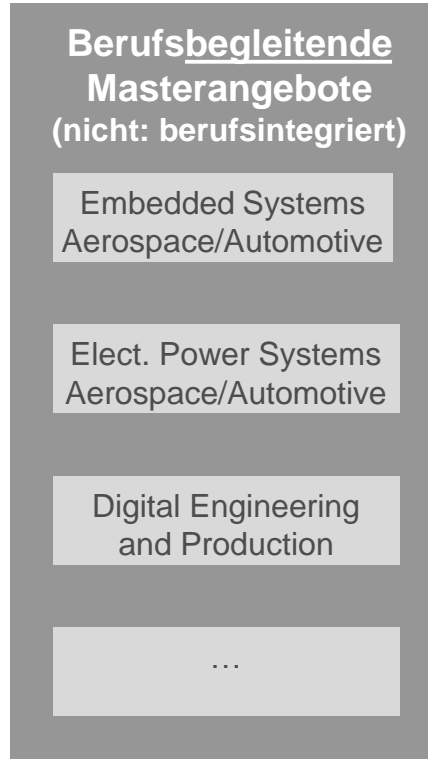 Berufsbegleitende
Masterangebote
(nicht: berufsintegriert)
Embedded Systems
Aerospace/Automotive
Elect. Power Systems
Aerospace/Automotive
Digital Engineering
and Production
…